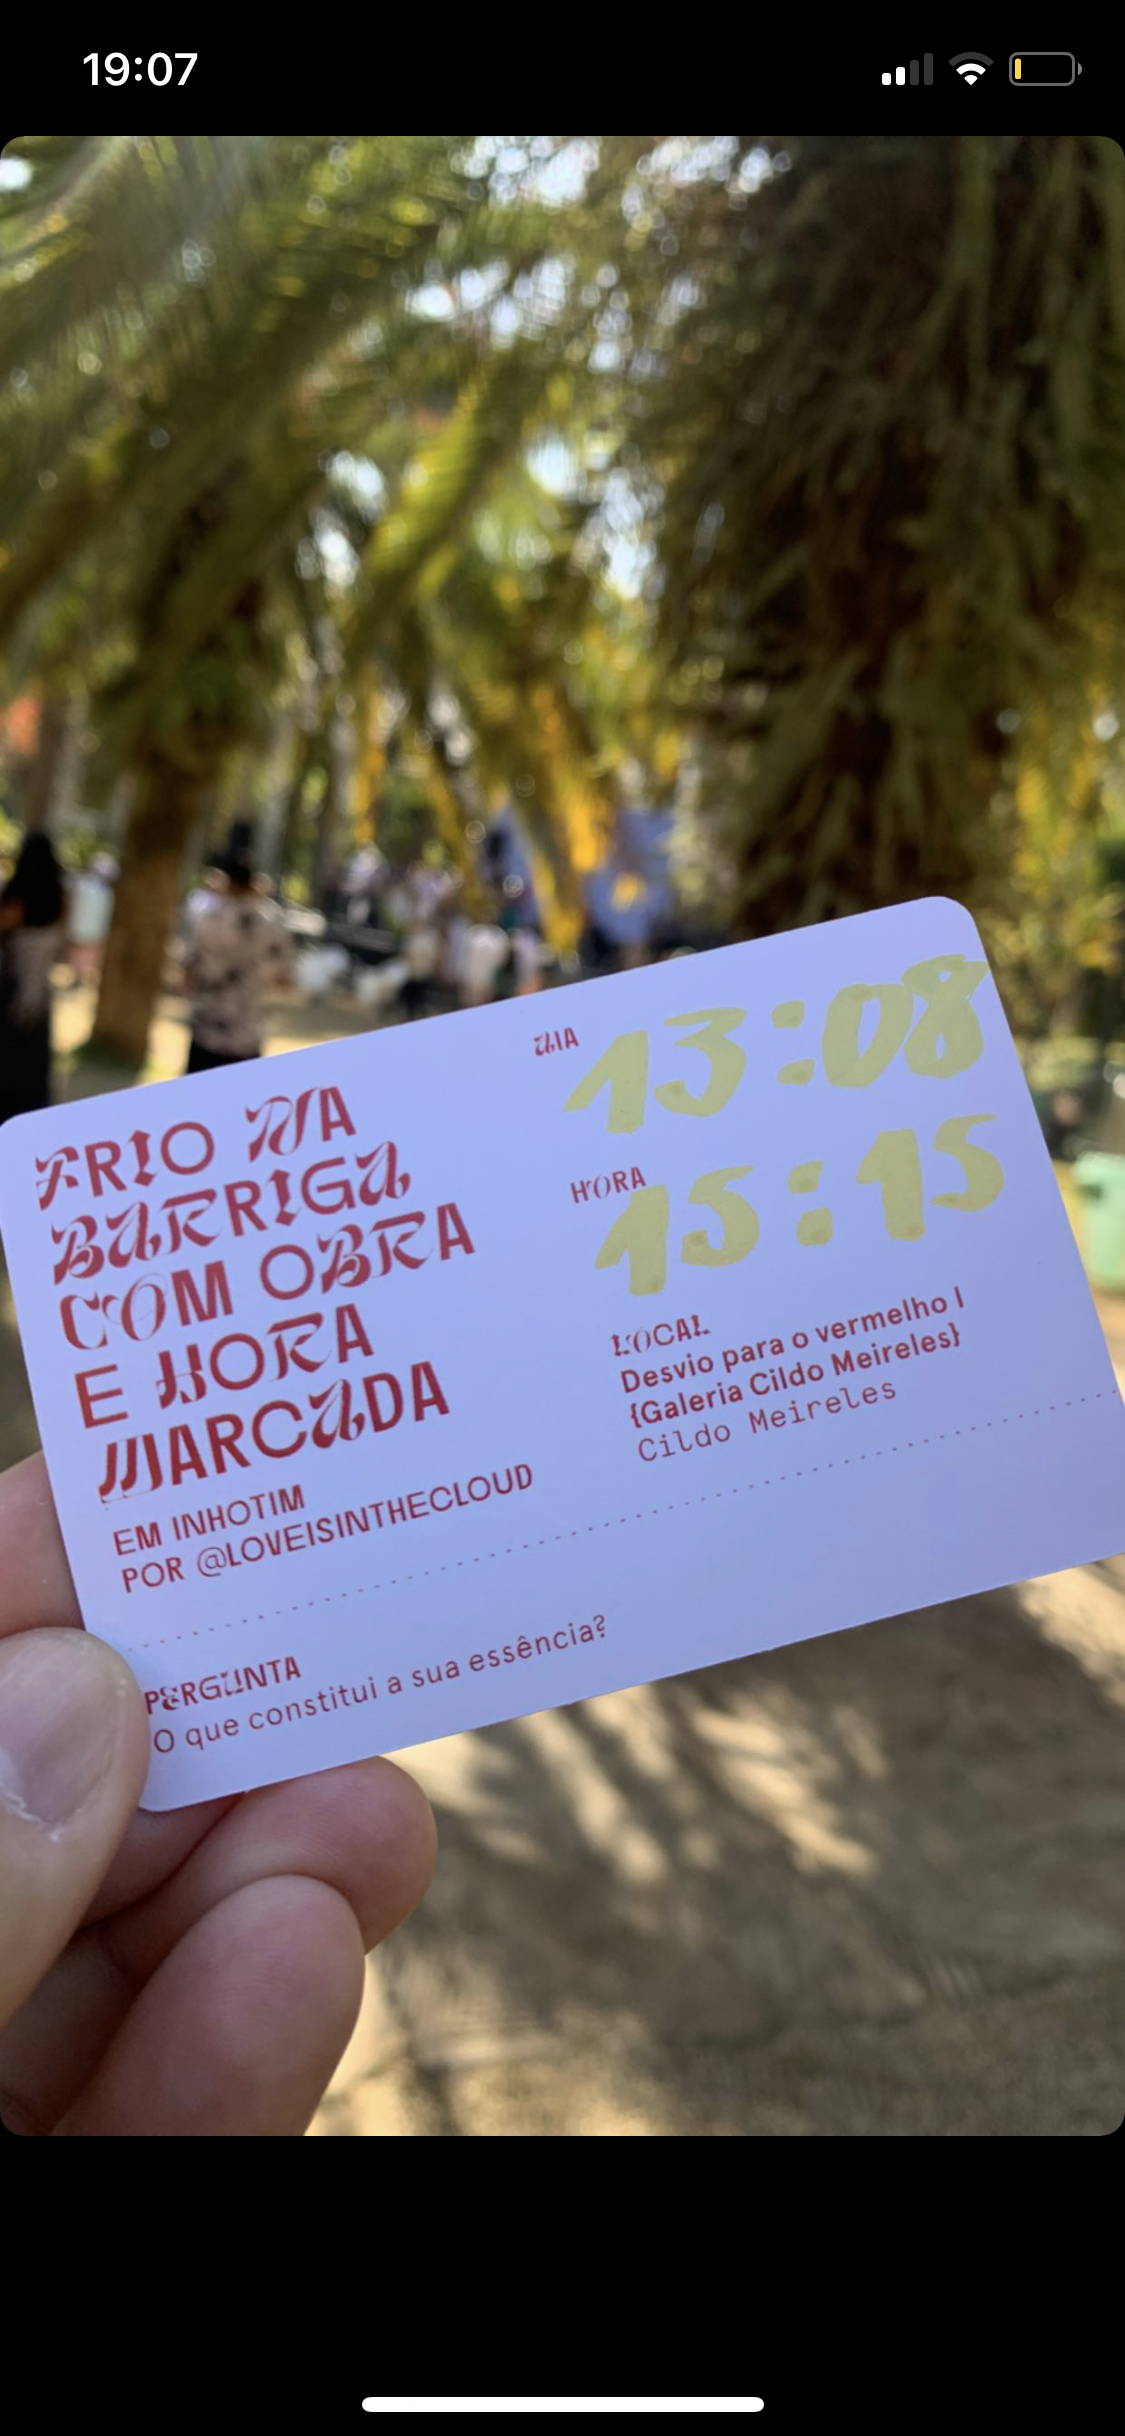 19:07
FRIO NA
BARRIGA
COM OBRA
E HORA
MARCADA
EM INHOTIM
POR @LOVEISINTHECLOUD
DIA
13:08
HORA
15:15
LOCAL
Desvio para o vermelho I
{Galeria Cildo Meireles}
Cildo Meireles
PERGUNTA
O que constitui a sua essência?